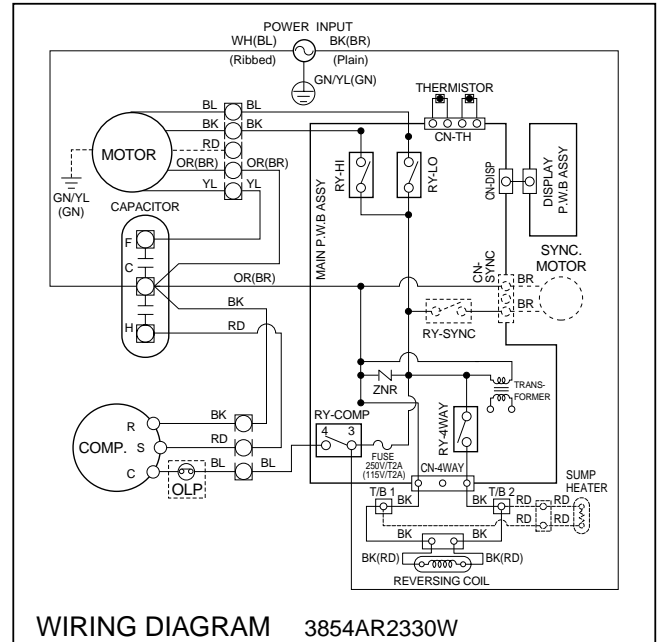 POWER INPUT
WH(BL) BK(BR)
(Ribbed) (Plain)
GN/YL(GN)
THERMISTOR
BL BL
BK BK
CN-TH
RD
MOTOR
OR(BR) OR(BR)
YL YL
GN/YL
(GN)
RY-HI
RY-LO
MAIN P.W.B ASSY
CN-DISP
DISPLAY
P.W.B ASSY
CAPACITOR
F
C
H
OR(BR)
BK
RD
CN-
SYNC
SYNC.
MOTOR
BR
BR
RY-SYNC
ZNR
TRANS-
FORMER
RY-COMP
4 3
RY-4WAY
FUSE
250V/T2A
(115V/T2A)
CN-4WAY
R
COMP. S
C
BK
RD
BL BL
OLP
SUMP
HEATER
T/B 1 BK BK T/B 2 RD RD
RD RD
BK BK
BK(RD) BK(RD)
REVERSING COIL
WIRING DIAGRAM 3854AR2330W